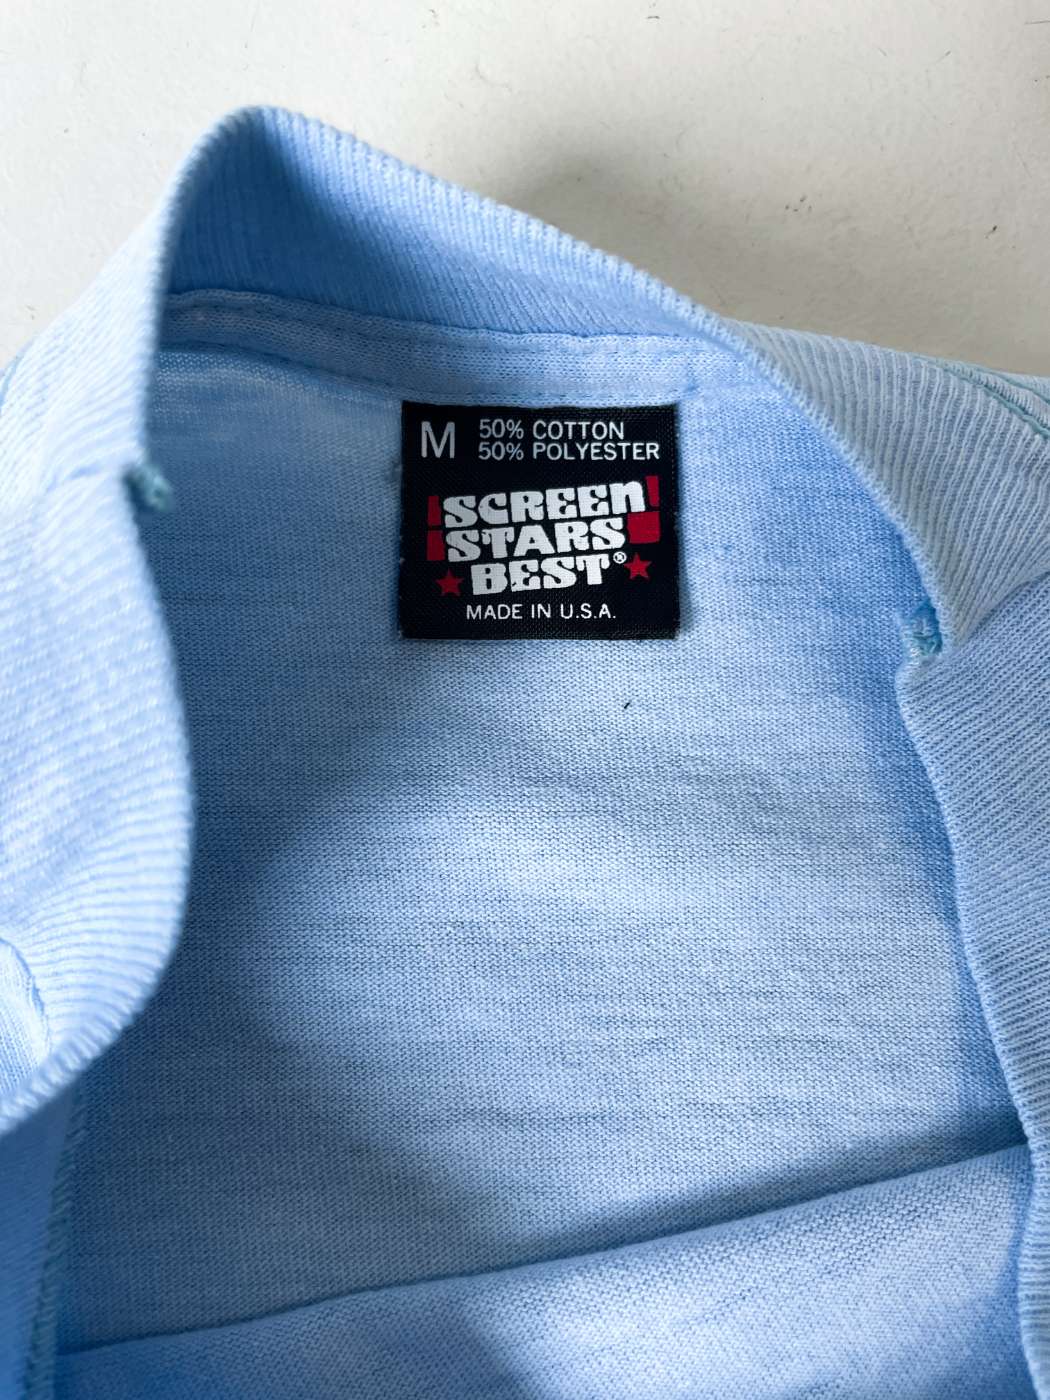 M 50% COTTON
50% POLYESTER
SCREEN
STARS
BEST®
MADE IN U.S.A.